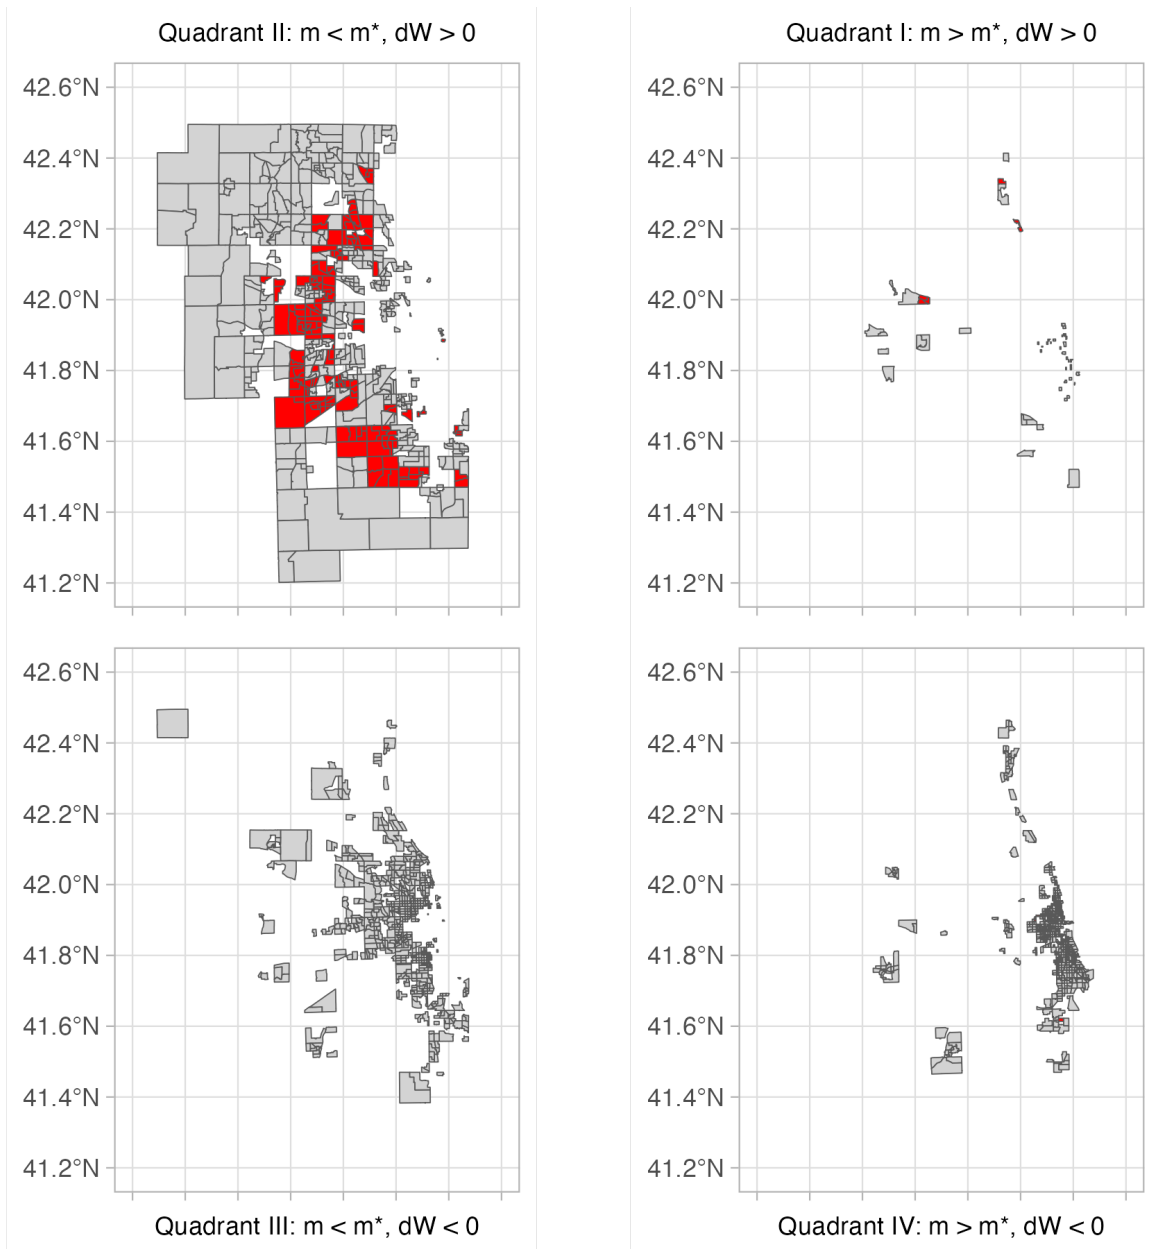 Quadrant II: m < m*, dW > 0
Quadrant I: m > m*, dW > 0
42.6°N
42.4°N
42.2°N
42.0°N
41.8°N
41.6°N
41.4°N
41.2°N
42.6°N
42.4°N
42.2°N
42.0°N
41.8°N
41.6°N
41.4°N
41.2°N
42.6°N
42.4°N
42.2°N
42.0°N
41.8°N
41.6°N
41.4°N
41.2°N
42.6°N
42.4°N
42.2°N
42.0°N
41.8°N
41.6°N
41.4°N
41.2°N
Quadrant III: m < m*, dW < 0
Quadrant IV: m > m*, dW < 0